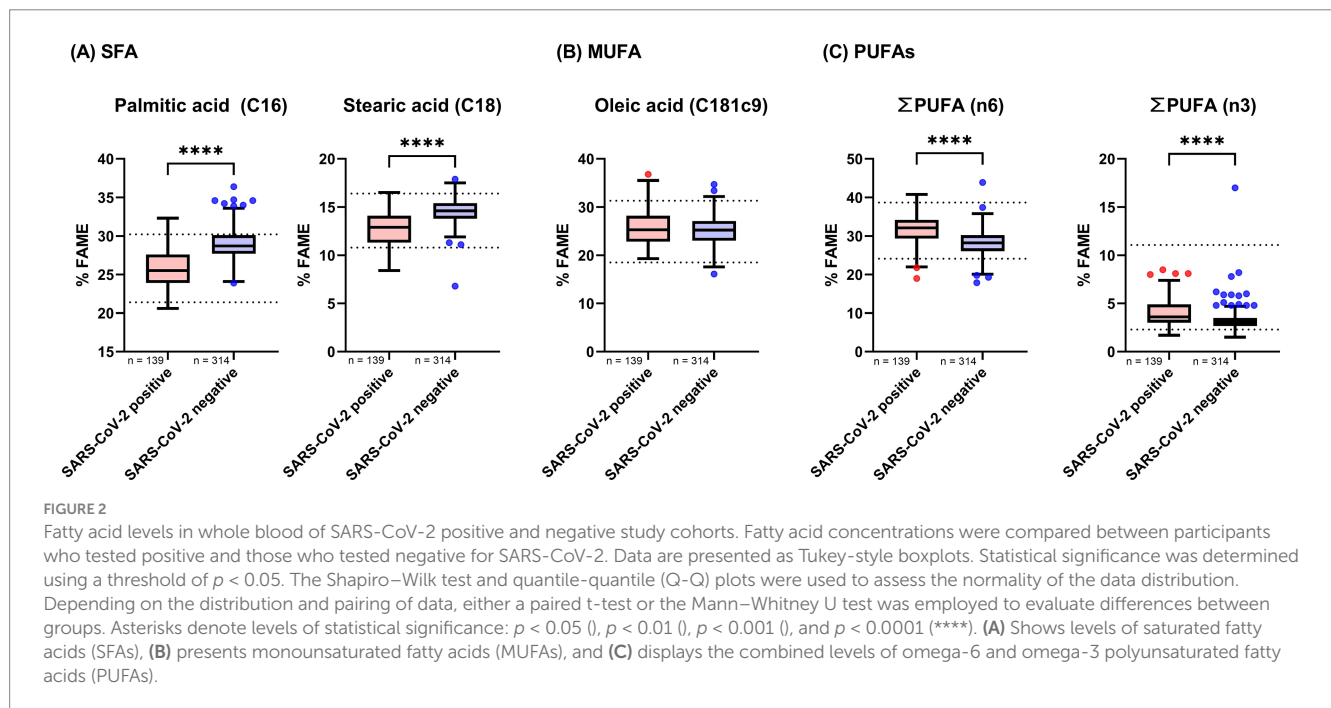 (A) SFA
(B) MUFA
(C) PUFAs
Palmitic acid (C16)
Stearic acid (C18)
Oleic acid (C181c9)
ΣPUFA (n6)
ΣPUFA (n3)
****
****
****
****
% FAME
40
35
30
25
20
15
n = 139
n = 314
SARS-CoV-2 positive
SARS-CoV-2 negative
% FAME
20
15
10
5
0
n = 139
n = 314
SARS-CoV-2 positive
SARS-CoV-2 negative
% FAME
40
30
20
10
0
n = 139
n = 314
SARS-CoV-2 positive
SARS-CoV-2 negative
% FAME
50
40
30
20
10
0
n = 139
n = 314
SARS-CoV-2 positive
SARS-CoV-2 negative
% FAME
20
15
10
5
0
n = 139
n = 314
SARS-CoV-2 positive
SARS-CoV-2 negative
FIGURE 2
Fatty acid levels in whole blood of SARS-CoV-2 positive and negative study cohorts. Fatty acid concentrations were compared between participants
who tested positive and those who tested negative for SARS-CoV-2. Data are presented as Tukey-style boxplots. Statistical significance was determined
using a threshold of p < 0.05. The Shapiro–Wilk test and quantile-quantile (Q-Q) plots were used to assess the normality of the data distribution.
Depending on the distribution and pairing of data, either a paired t-test or the Mann–Whitney U test was employed to evaluate differences between
groups. Asterisks denote levels of statistical significance: p < 0.05 (), p < 0.01 (), p < 0.001 (), and p < 0.0001 (****). (A) Shows levels of saturated fatty
acids (SFAs), (B) presents monounsaturated fatty acids (MUFAs), and (C) displays the combined levels of omega-6 and omega-3 polyunsaturated fatty
acids (PUFAs).